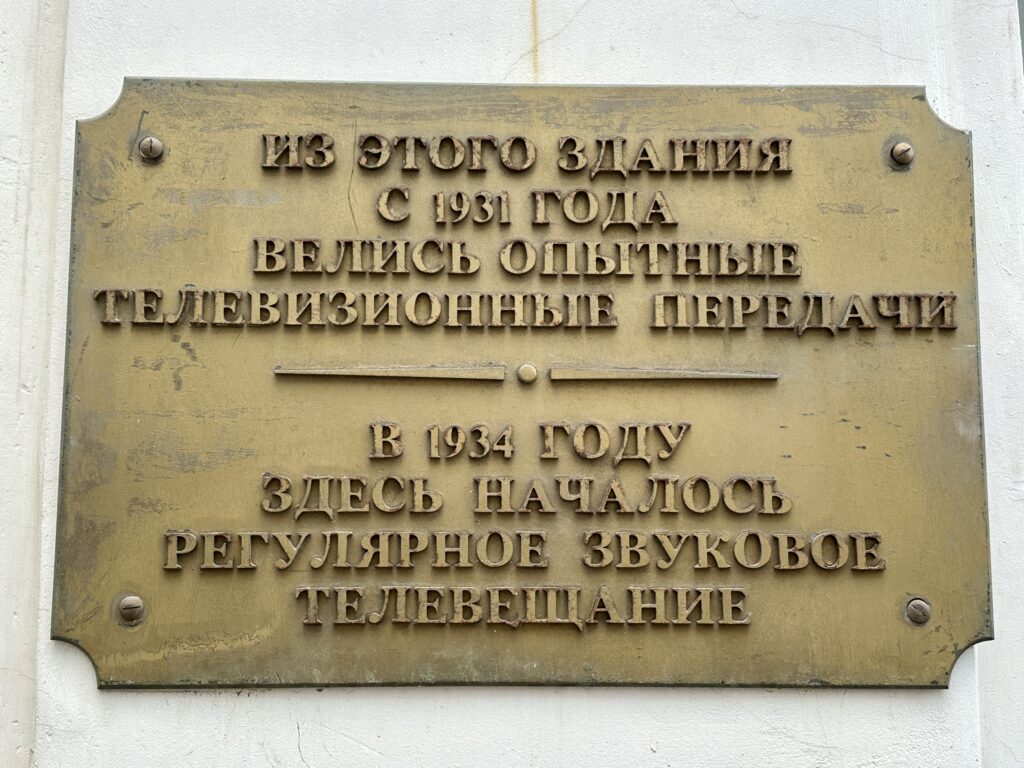 ИЗ ЭТОГО ЗДАНИЯ
С 1931 ГОДА
ВЕЛИСЬ ОПЫТНЫЕ
ТЕЛЕВИЗИОННЫЕ ПЕРЕДАЧИ
В 1934 ГОДУ
ЗДЕСЬ НАЧАЛОСЬ
РЕГУЛЯРНОЕ ЗВУКОВОЕ
ТЕЛЕВЕЩАНИЕ